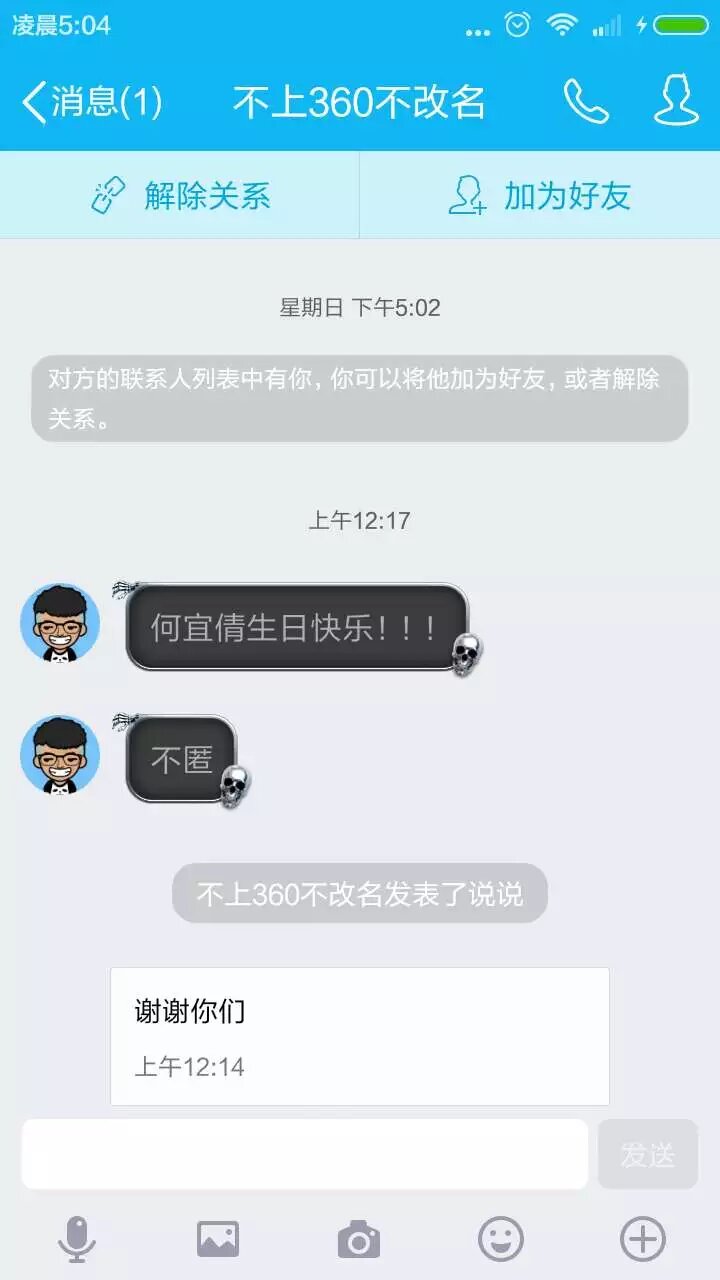 凌晨5:04
消息(1)
不上360不改名
解除关系
加为好友
星期日 下午5:02
对方的联系人列表中有你，你可以将他加为好友，或者解除
关系。
上午12:17
何宜倩生日快乐！！！
不匿
不上360不改名发表了说说
谢谢你们
上午12:14
发送